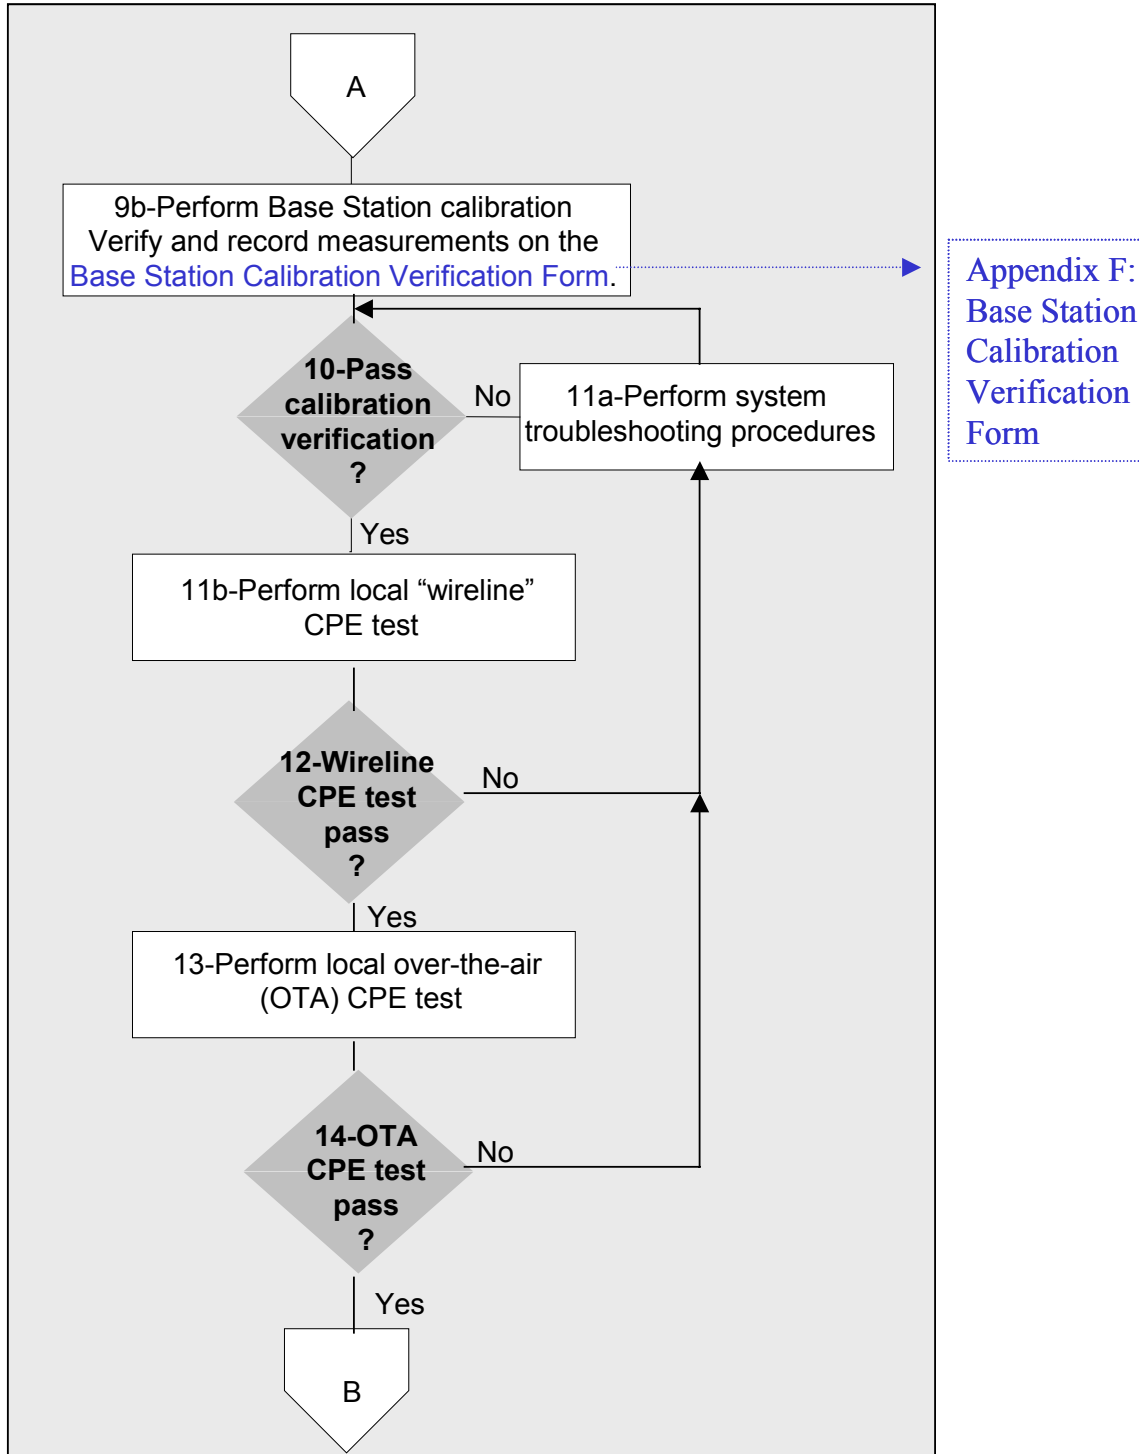 A
9b-Perform Base Station calibration
Verify and record measurements on the
Base Station Calibration Verification Form.
Appendix F:
Base Station
Calibration
Verification
Form
10-Pass
calibration
verification
?
No
11a-Perform system
troubleshooting procedures
Yes
11b-Perform local “wireline”
CPE test
12-Wireline
CPE test
pass
?
No
Yes
13-Perform local over-the-air
(OTA) CPE test
14-OTA
CPE test
pass
?
No
Yes
B